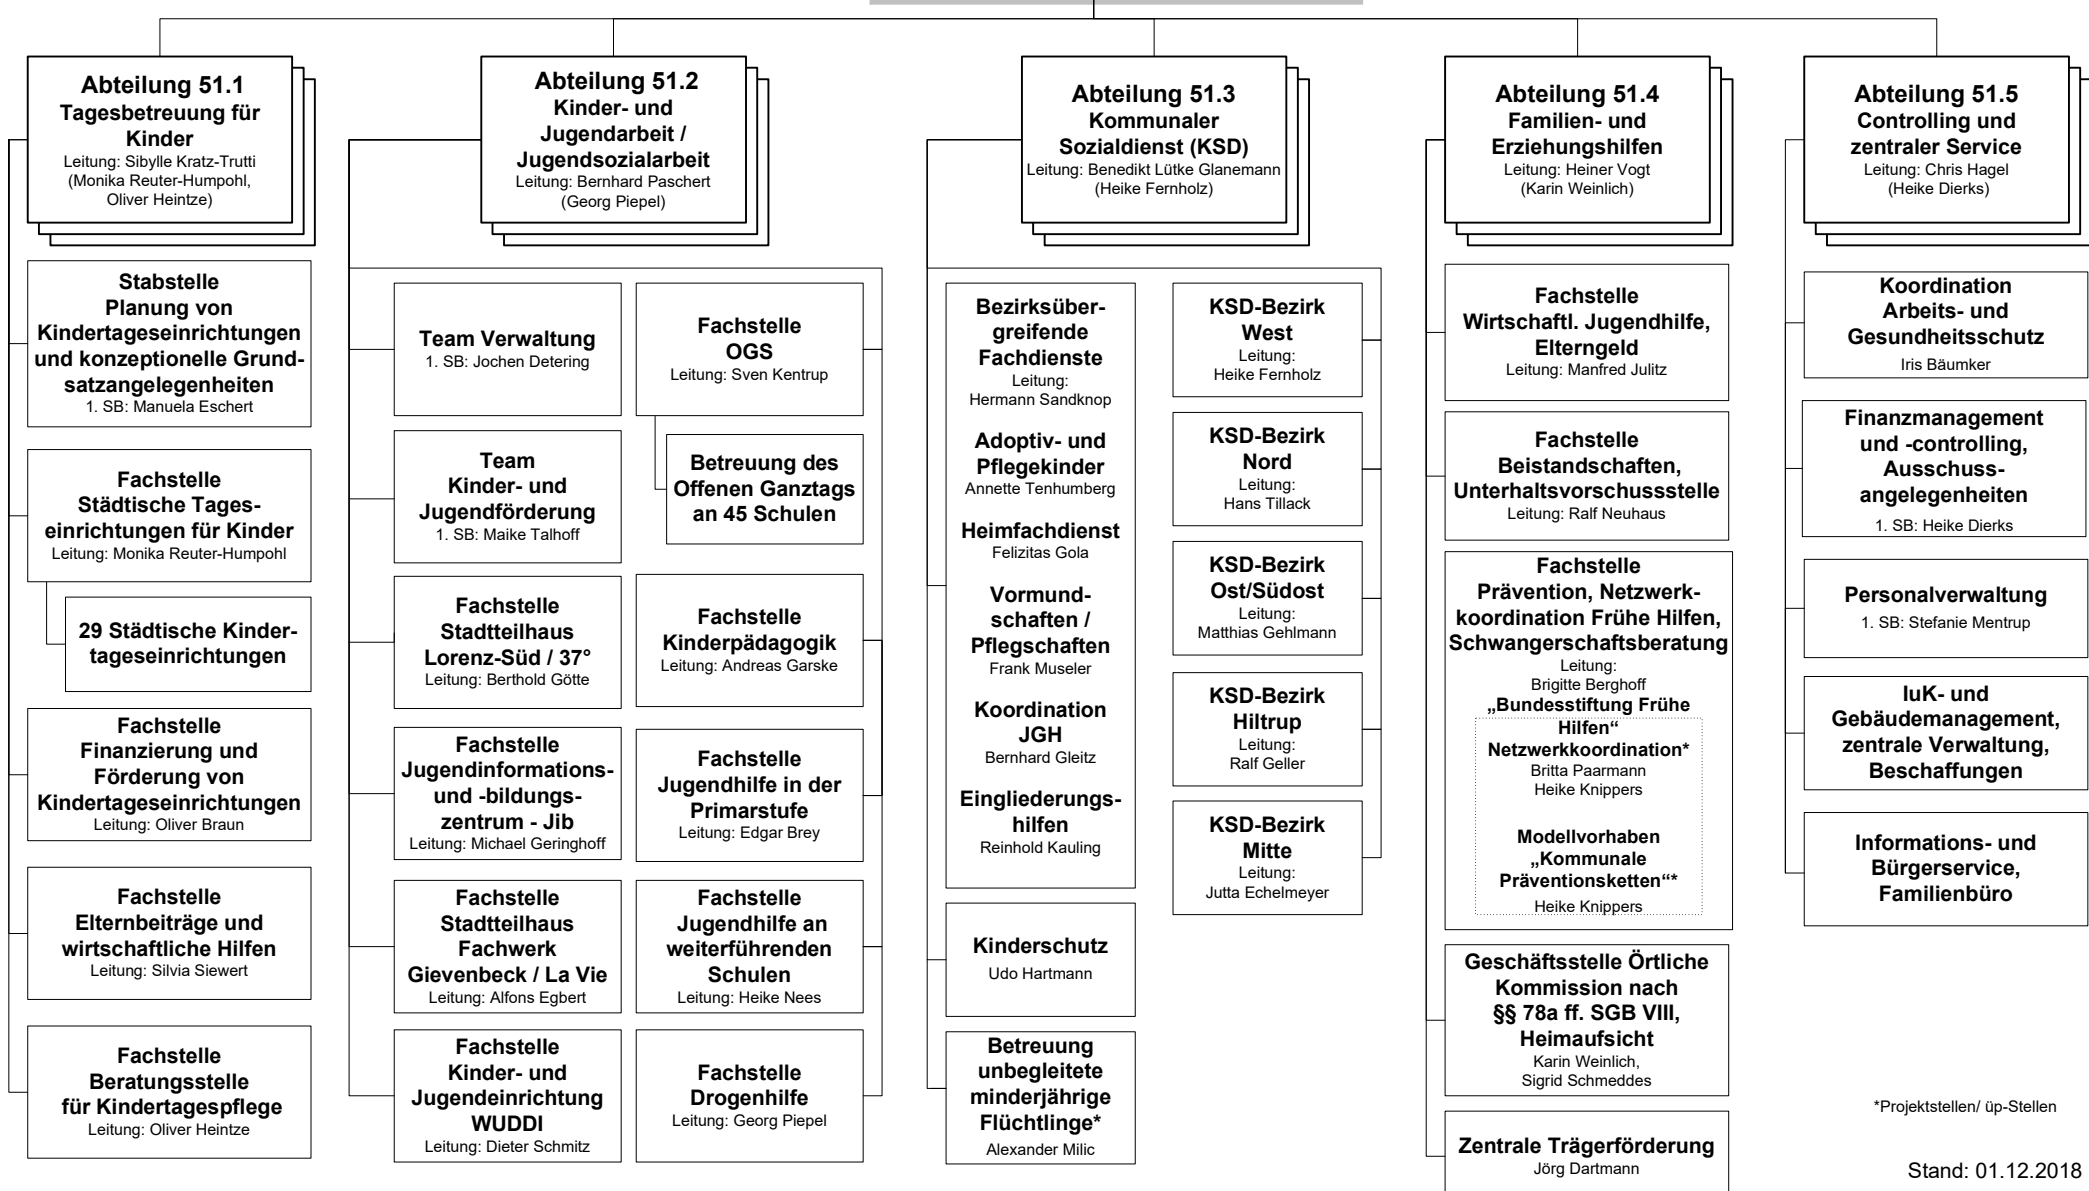 Abteilung 51.1
Tagesbetreuung für
Kinder
Leitung: Sibylle Kratz-Trutti
(Monika Reuter-Humpohl,
Oliver Heintze)
Stabstelle
Planung von
Kindertageseinrichtungen
und konzeptionelle Grund-
satzangelegenheiten
1. SB: Manuela Eschert
Fachstelle
Städtische Tages-
einrichtungen für Kinder
Leitung: Monika Reuter-Humpohl
29 Städtische Kinder-
tageseinrichtungen
Fachstelle
Finanzierung und
Förderung von
Kindertageseinrichtungen
Leitung: Oliver Braun
Fachstelle
Elternbeiträge und
wirtschaftliche Hilfen
Leitung: Silvia Siewert
Fachstelle
Beratungsstelle
für Kindertagespflege
Leitung: Oliver Heintze
Abteilung 51.2
Kinder- und
Jugendarbeit /
Jugendsozialarbeit
Leitung: Bernhard Paschert
(Georg Piepel)
Team Verwaltung
1. SB: Jochen Detering
Team
Kinder- und
Jugendförderung
1. SB: Maike Talhoff
Fachstelle
Stadtteilhaus
Lorenz-Süd / 37°
Leitung: Berthold Götte
Fachstelle
Jugendinformations-
und -bildungs-
zentrum - Jib
Leitung: Michael Geringhoff
Fachstelle
Stadtteilhaus
Fachwerk
Gievenbeck / La Vie
Leitung: Alfons Egbert
Fachstelle
Kinder- und
Jugendeinrichtung
WUDDI
Leitung: Dieter Schmitz
Fachstelle
OGS
Leitung: Sven Kentrup
Betreuung des
Offenen Ganztags
an 45 Schulen
Fachstelle
Kinderpädagogik
Leitung: Andreas Garske
Fachstelle
Jugendhilfe in der
Primarstufe
Leitung: Edgar Brey
Fachstelle
Jugendhilfe an
weiterführenden
Schulen
Leitung: Heike Nees
Fachstelle
Drogenhilfe
Leitung: Georg Piepel
Abteilung 51.3
Kommunaler
Sozialdienst (KSD)
Leitung: Benedikt Lütke Glanemann
(Heike Fernholz)
Bezirksüber-
greifende
Fachdienste
Leitung:
Hermann Sandknop
Adoptiv- und
Pflegekinder
Annette Tenhumberg
Heimfachdienst
Felizitas Gola
Vormund-
schaften /
Pflegschaften
Frank Museler
Koordination
JGH
Bernhard Gleitz
Eingliederungs-
hilfen
Reinhold Kauling
Kinderschutz
Udo Hartmann
Betreuung
unbegleitete
minderjährige
Flüchtlinge*
Alexander Milic
KSD-Bezirk
West
Leitung:
Heike Fernholz
KSD-Bezirk
Nord
Leitung:
Hans Tillack
KSD-Bezirk
Ost/Südost
Leitung:
Matthias Gehlmann
KSD-Bezirk
Hiltrup
Leitung:
Ralf Geller
KSD-Bezirk
Mitte
Leitung:
Jutta Echelmeyer
Abteilung 51.4
Familien- und
Erziehungshilfen
Leitung: Heiner Vogt
(Karin Weinlich)
Fachstelle
Wirtschaftl. Jugendhilfe,
Elterngeld
Leitung: Manfred Julitz
Fachstelle
Beistandschaften,
Unterhaltsvorschussstelle
Leitung: Ralf Neuhaus
Fachstelle
Prävention, Netzwerk-
koordination Frühe Hilfen,
Schwangerschaftsberatung
Leitung:
Brigitte Berghoff
„Bundesstiftung Frühe
Hilfen“
Netzwerkkoordination*
Britta Paarmann
Heike Knippers
Modellvorhaben
„Kommunale
Präventionsketten“*
Heike Knippers
Geschäftsstelle Örtliche
Kommission nach
§§ 78a ff. SGB VIII,
Heimaufsicht
Karin Weinlich,
Sigrid Schmeddes
Zentrale Trägerförderung
Jörg Dartmann
Abteilung 51.5
Controlling und
zentraler Service
Leitung: Chris Hagel
(Heike Dierks)
Koordination
Arbeits- und
Gesundheitsschutz
Iris Bäumker
Finanzmanagement
und -controlling,
Ausschuss-
angelegenheiten
1. SB: Heike Dierks
Personalverwaltung
1. SB: Stefanie Mentrup
IuK- und
Gebäudemanagement,
zentrale Verwaltung,
Beschaffungen
Informations- und
Bürgerservice,
Familienbüro
*Projektstellen/ üp-Stellen
Stand: 01.12.2018